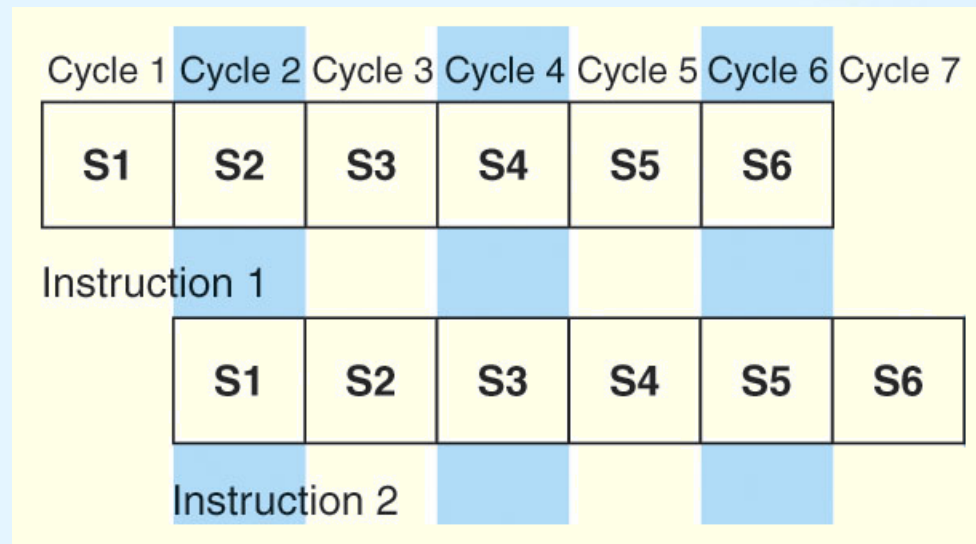 Cycle 1 Cycle 2 Cycle 3 Cycle 4 Cycle 5 Cycle 6 Cycle 7
S1 S2 S3 S4 S5 S6
Instruction 1
S1 S2 S3 S4 S5 S6
Instruction 2